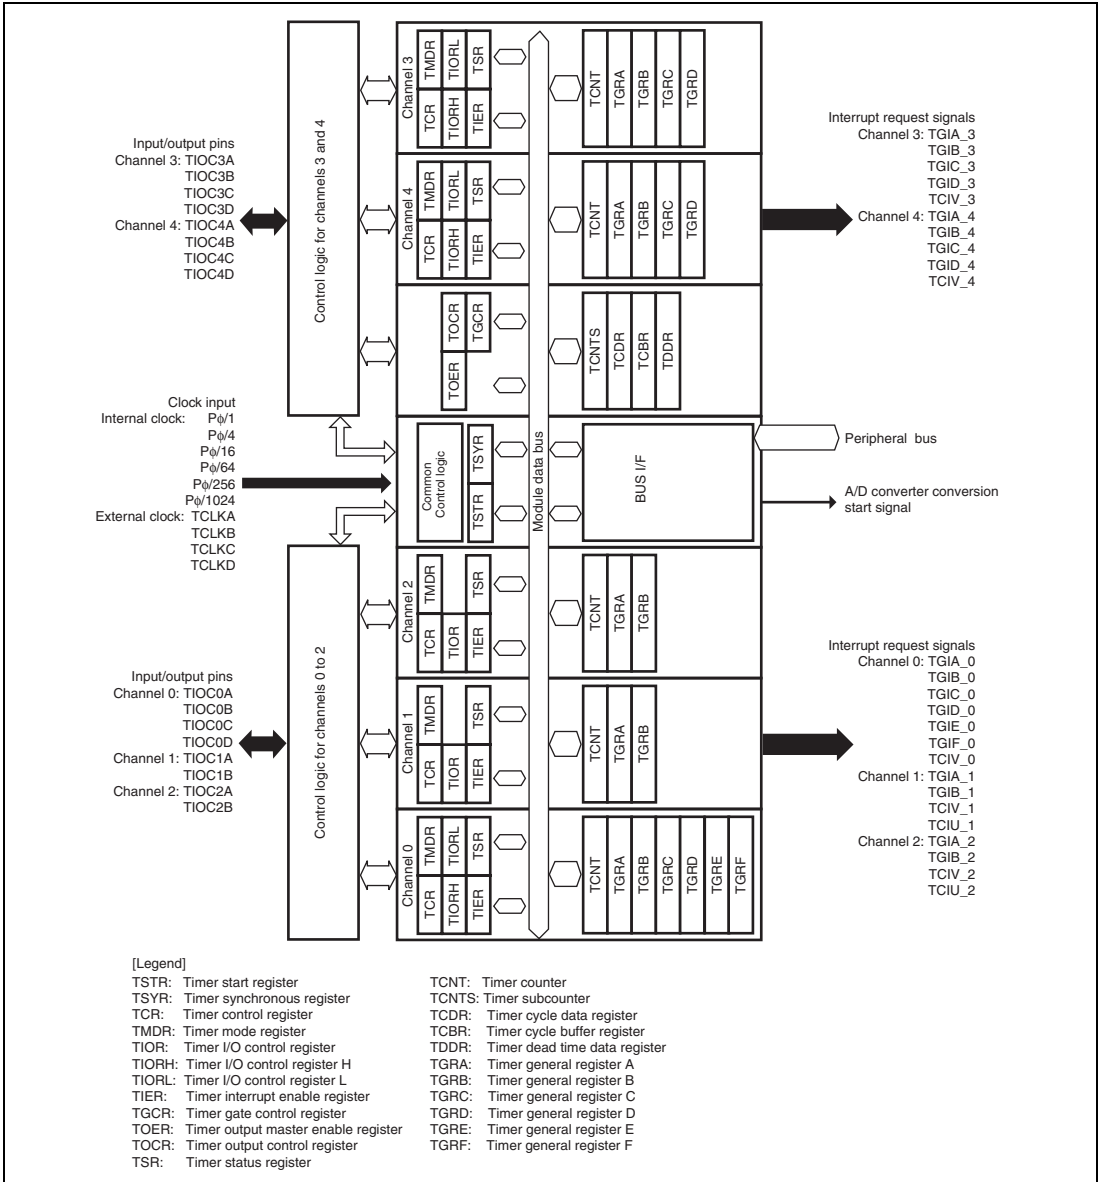 Input/output pins
Channel 3: TIOC3A
TIOC3B
TIOC3C
TIOC3D
Channel 4: TIOC4A
TIOC4B
TIOC4C
TIOC4D
Clock input
Internal clock: Pϕ/1
Pϕ/4
Pϕ/16
Pϕ/64
Pϕ/256
Pϕ/1024
External clock: TCLKA
TCLKB
TCLKC
TCLKD
Input/output pins
Channel 0: TIOC0A
TIOC0B
TIOC0C
TIOC0D
Channel 1: TIOC1A
TIOC1B
Channel 2: TIOC2A
TIOC2B
Control logic for channels 3 and 4
Control logic for channels 0 to 2
Channel 3
TMDR
TIORL
TSR
TCR
TIORH
TIER
TCNT
TGRA
TGRB
TGRC
TGRD
Channel 4
TMDR
TIORL
TSR
TCR
TIORH
TIER
TCNT
TGRA
TGRB
TGRC
TGRD
TOCR
TGCR
TOER
TCNTS
TCDR
TCBR
TDDR
Common
Control logic
TSYR
TSTR
Module data bus
BUS I/F
Channel 2
TMDR
TSR
TCR
TIOR
TIER
TCNT
TGRA
TGRB
Channel 1
TMDR
TSR
TCR
TIOR
TIER
TCNT
TGRA
TGRB
Channel 0
TMDR
TIORL
TSR
TCR
TIORH
TIER
TCNT
TGRA
TGRB
TGRC
TGRD
TGRE
TGRF
Interrupt request signals
Channel 3: TGIA_3
TGIB_3
TGIC_3
TGID_3
TCIV_3
Channel 4: TGIA_4
TGIB_4
TGIC_4
TGID_4
TCIV_4
Peripheral bus
A/D converter conversion
start signal
Interrupt request signals
Channel 0: TGIA_0
TGIB_0
TGIC_0
TGID_0
TGIE_0
TGIF_0
TCIV_0
Channel 1: TGIA_1
TGIB_1
TCIV_1
TCIU_1
Channel 2: TGIA_2
TGIB_2
TCIV_2
TCIU_2
[Legend]
TSTR: Timer start register
TSYR: Timer synchronous register
TCR: Timer control register
TMDR: Timer mode register
TIOR: Timer I/O control register
TIORH: Timer I/O control register H
TIORL: Timer I/O control register L
TIER: Timer interrupt enable register
TGCR: Timer gate control register
TOER: Timer output master enable register
TOCR: Timer output control register
TSR: Timer status register
TCNT: Timer counter
TCNTS: Timer subcounter
TCDR: Timer cycle data register
TCBR: Timer cycle buffer register
TDDR: Timer dead time data register
TGRA: Timer general register A
TGRB: Timer general register B
TGRC: Timer general register C
TGRD: Timer general register D
TGRE: Timer general register E
TGRF: Timer general register F